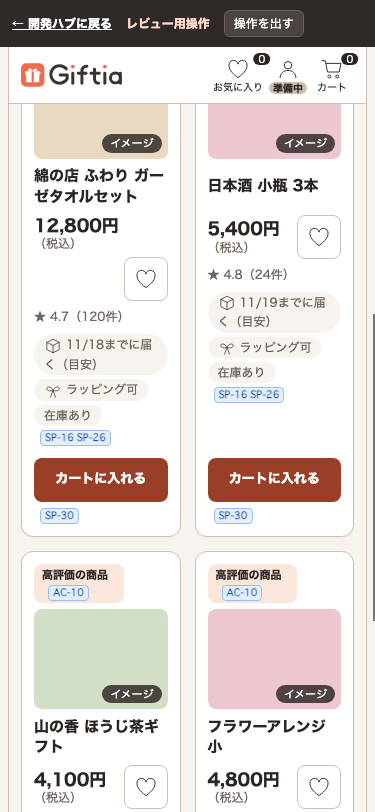 ← 開発ハブに戻る レビュー用操作 操作を出す
Giftia
0
0
お気に入り 準備中 カート
イメージ
綿の店 ふわり ガー
ゼタオルセット
12,800円
（税込）
★ 4.7（120件）
11/18までに届
く（目安）
ラッピング可
在庫あり
SP-16 SP-26
カートに入れる
SP-30
イメージ
日本酒 小瓶 3本
5,400円
（税込）
★ 4.8（24件）
11/19までに届
く（目安）
ラッピング可
在庫あり
SP-16 SP-26
カートに入れる
SP-30
高評価の商品
AC-10
イメージ
山の香 ほうじ茶ギ
フト
4,100円
（税込）
高評価の商品
AC-10
イメージ
フラワーアレンジ
小
4,800円
（税込）